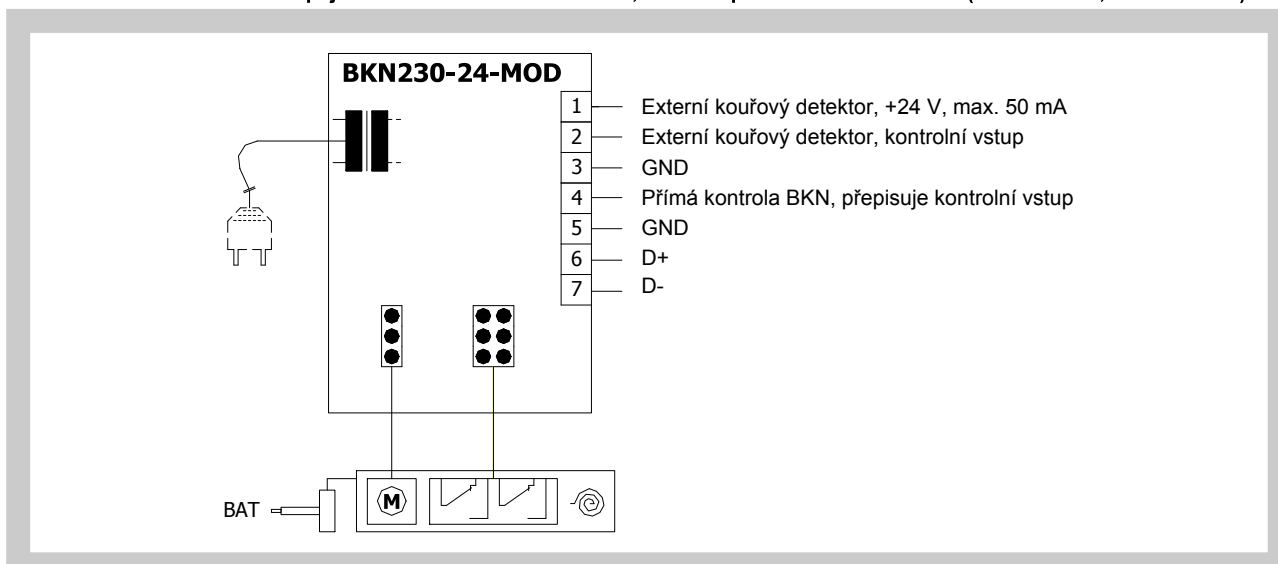 BKN230-24-MOD
1 Externí kouřový detektor, +24 V, max. 50 mA
2 Externí kouřový detektor, kontrolní vstup
3 GND
4 Přímá kontrola BKN, přepisuje kontrolní vstup
5 GND
6 D+
7 D-
M
BAT